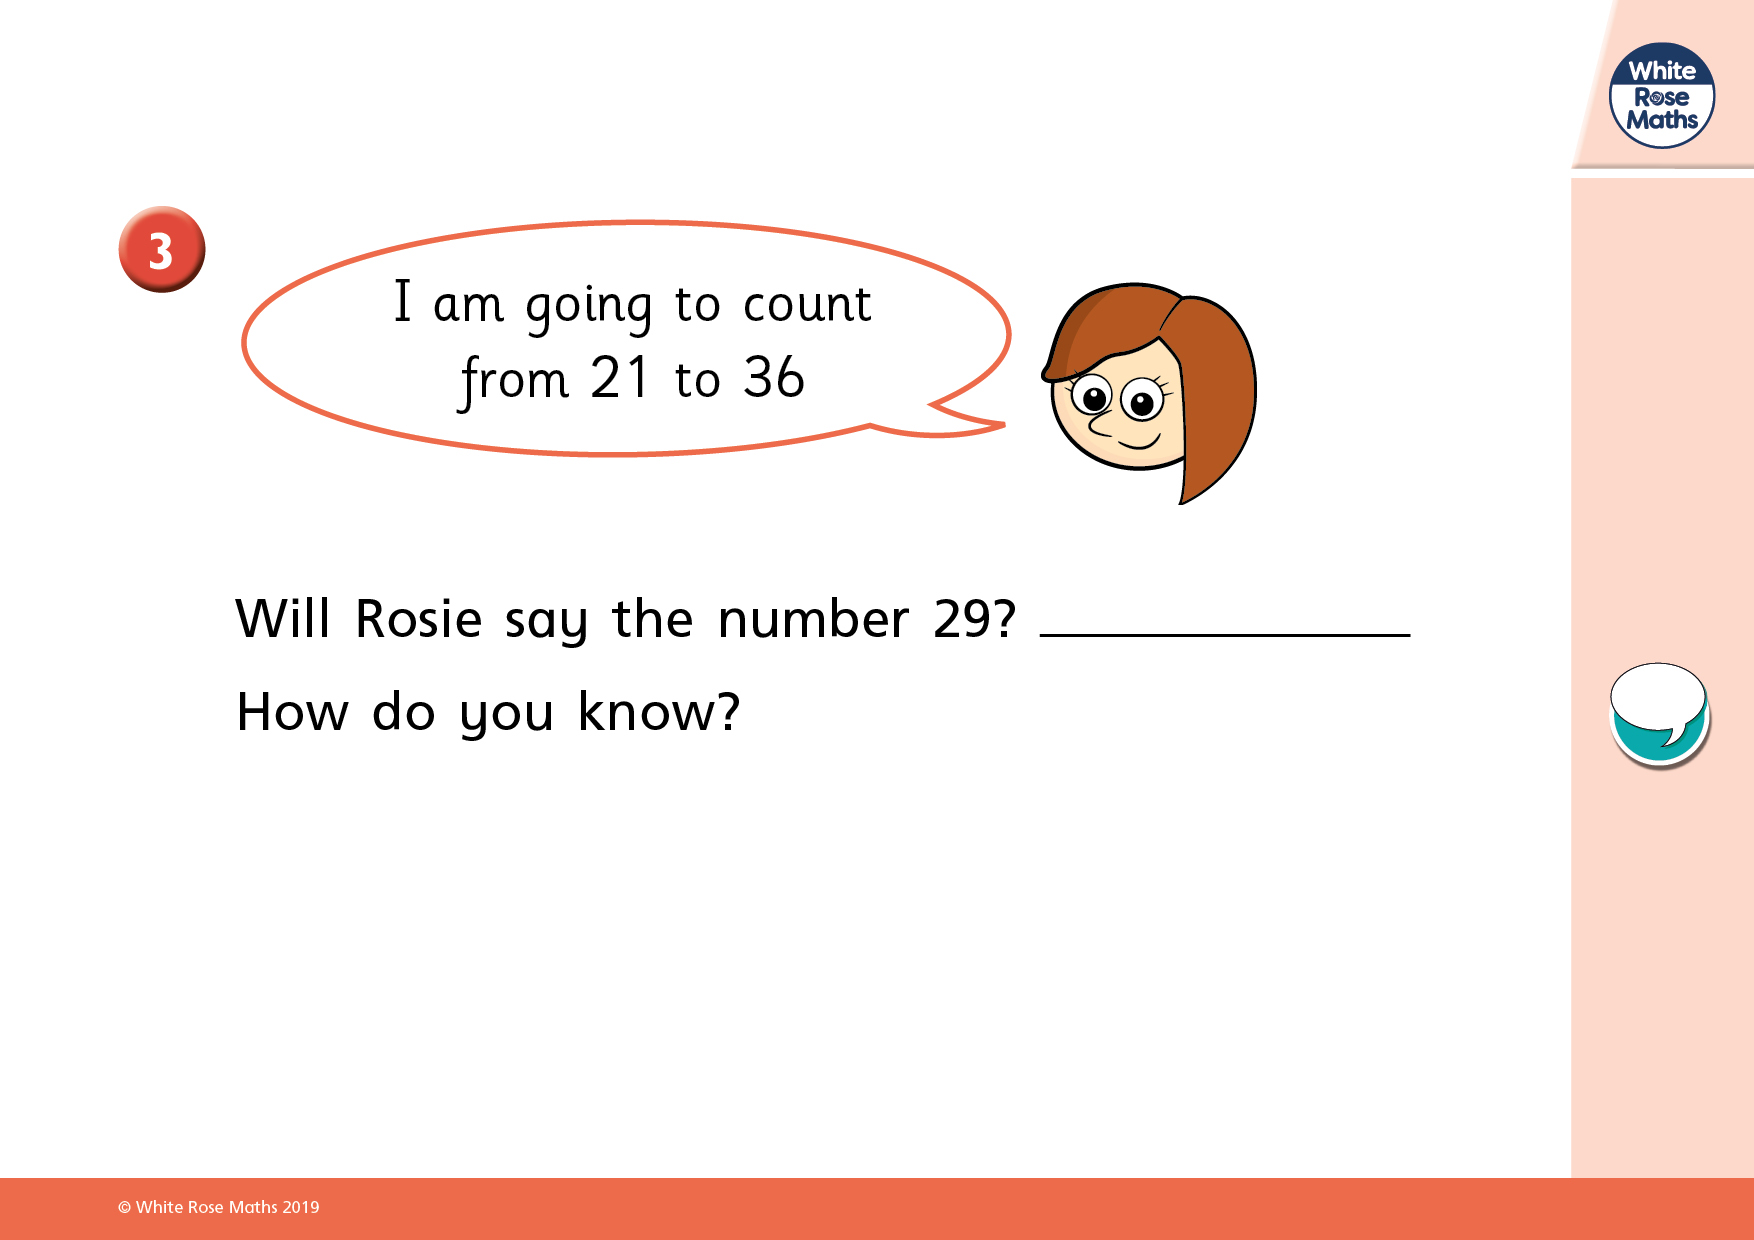 White
Rose
Maths
3
I am going to count
from 21 to 36
Will Rosie say the number 29? 
How do you know?
© White Rose Maths 2019